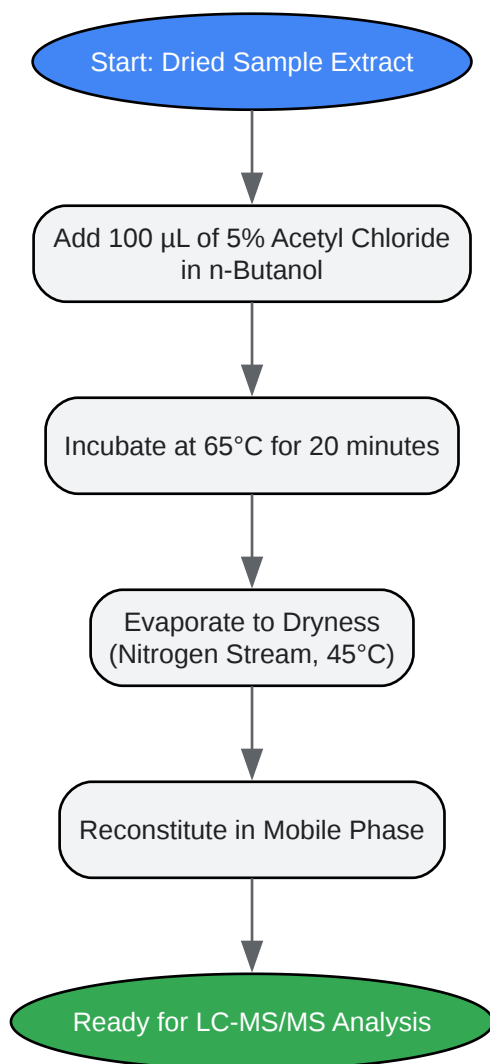 Start: Dried Sample Extract
Add 100 µL of 5% Acetyl Chloride
in n-Butanol
Incubate at 65°C for 20 minutes
Evaporate to Dryness
(Nitrogen Stream, 45°C)
Reconstitute in Mobile Phase
Ready for LC-MS/MS Analysis